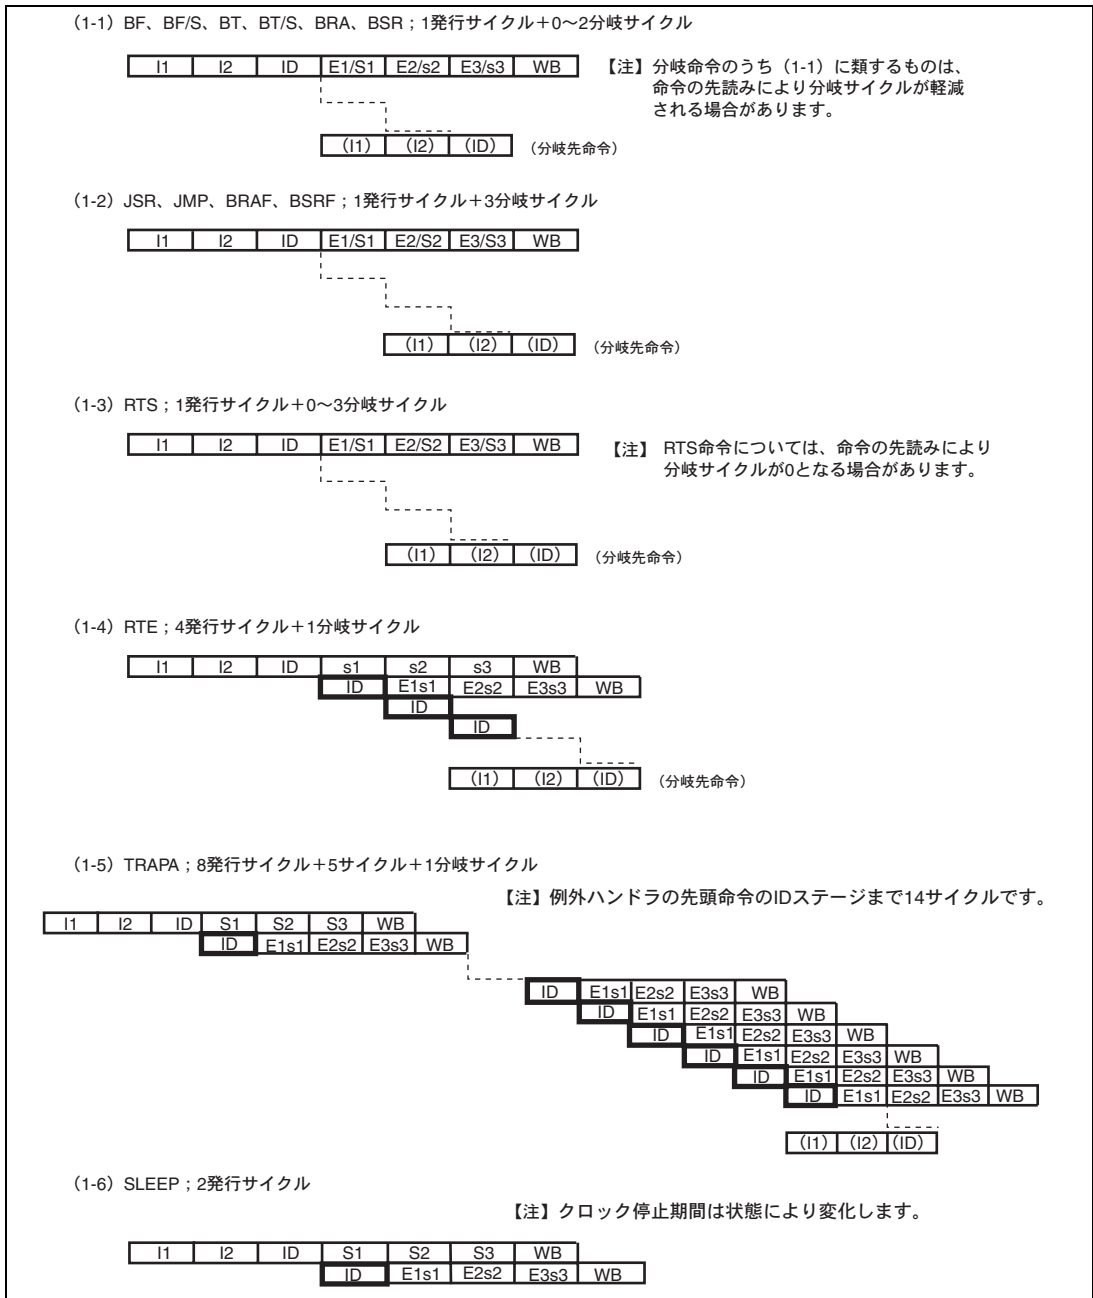 (1-1) BF、BF/S、BT、BT/S、BRA、BSR；1発行サイクル＋0～2分岐サイクル
I1 I2 ID E1/S1 E2/s2 E3/s3 WB
【注】分岐命令のうち（1-1）に類するものは、
命令の先読みにより分岐サイクルが軽減
される場合があります。
(I1) (I2) (ID) （分岐先命令）
(1-2) JSR、JMP、BRAF、BSRF；1発行サイクル＋3分岐サイクル
I1 I2 ID E1/S1 E2/S2 E3/S3 WB
(I1) (I2) (ID) （分岐先命令）
(1-3) RTS；1発行サイクル＋0～3分岐サイクル
I1 I2 ID E1/S1 E2/S2 E3/S3 WB
【注】 RTS命令については、命令の先読みにより
分岐サイクルが0となる場合があります。
(I1) (I2) (ID) （分岐先命令）
(1-4) RTE；4発行サイクル＋1分岐サイクル
I1 I2 ID s1 s2 s3 WB
ID E1s1 E2s2 E3s3 WB
ID
ID
(I1) (I2) (ID) （分岐先命令）
(1-5) TRAPA；8発行サイクル＋5サイクル＋1分岐サイクル
【注】例外ハンドラの先頭命令のIDステージまで14サイクルです。
I1 I2 ID S1 S2 S3 WB
ID E1s1 E2s2 E3s3 WB
ID E1s1 E2s2 E3s3 WB
ID E1s1 E2s2 E3s3 WB
ID E1s1 E2s2 E3s3 WB
ID E1s1 E2s2 E3s3 WB
ID E1s1 E2s2 E3s3 WB
ID E1s1 E2s2 E3s3 WB
(I1) (I2) (ID)
(1-6) SLEEP；2発行サイクル
【注】クロック停止期間は状態により変化します。
I1 I2 ID S1 S2 S3 WB
ID E1s1 E2s2 E3s3 WB